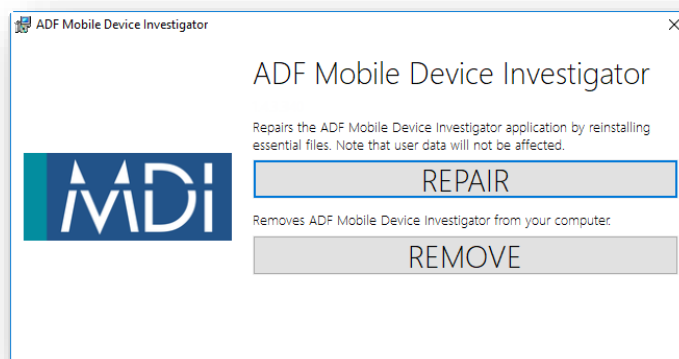 ADF Mobile Device Investigator
ADF Mobile Device Investigator
Repairs the ADF Mobile Device Investigator application by reinstalling
essential files. Note that user data will not be affected.
MDI
REPAIR
Removes ADF Mobile Device Investigator from your computer.
REMOVE